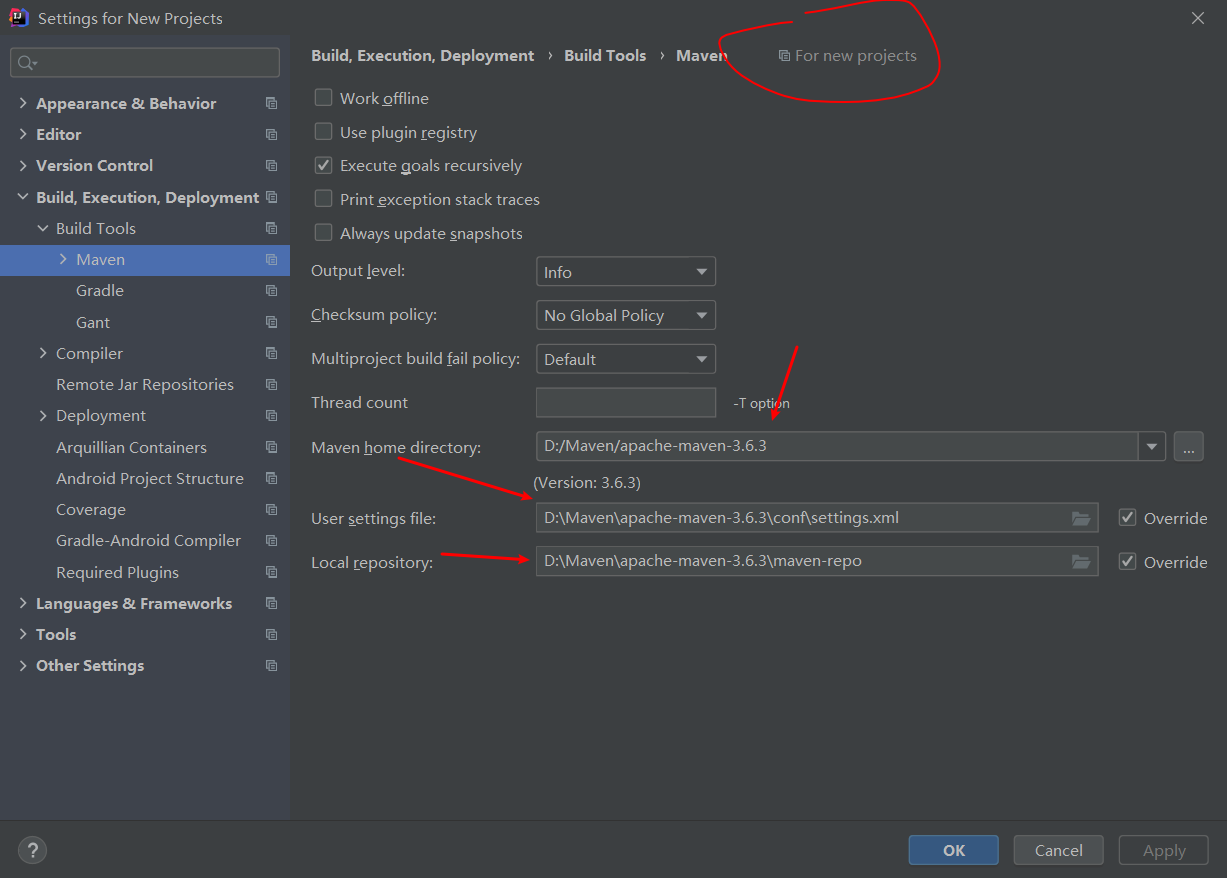 Settings for New Projects
Build, Execution, Deployment › Build Tools › Maven For new projects
Appearance & Behavior
Editor
Version Control
Build, Execution, Deployment
Build Tools
Maven
Gradle
Gant
Compiler
Remote Jar Repositories
Deployment
Arquillian Containers
Android Project Structure
Coverage
Gradle-Android Compiler
Required Plugins
Languages & Frameworks
Tools
Other Settings
Work offline
Use plugin registry
Execute goals recursively
Print exception stack traces
Always update snapshots
Output level: Info
Checksum policy: No Global Policy
Multiproject build fail policy: Default
Thread count -T option
Maven home directory: D:/Maven/apache-maven-3.6.3 ...
(Version: 3.6.3)
User settings file: D:\Maven\apache-maven-3.6.3\conf\settings.xml Override
Local repository: D:\Maven\apache-maven-3.6.3\maven-repo Override
? OK Cancel Apply